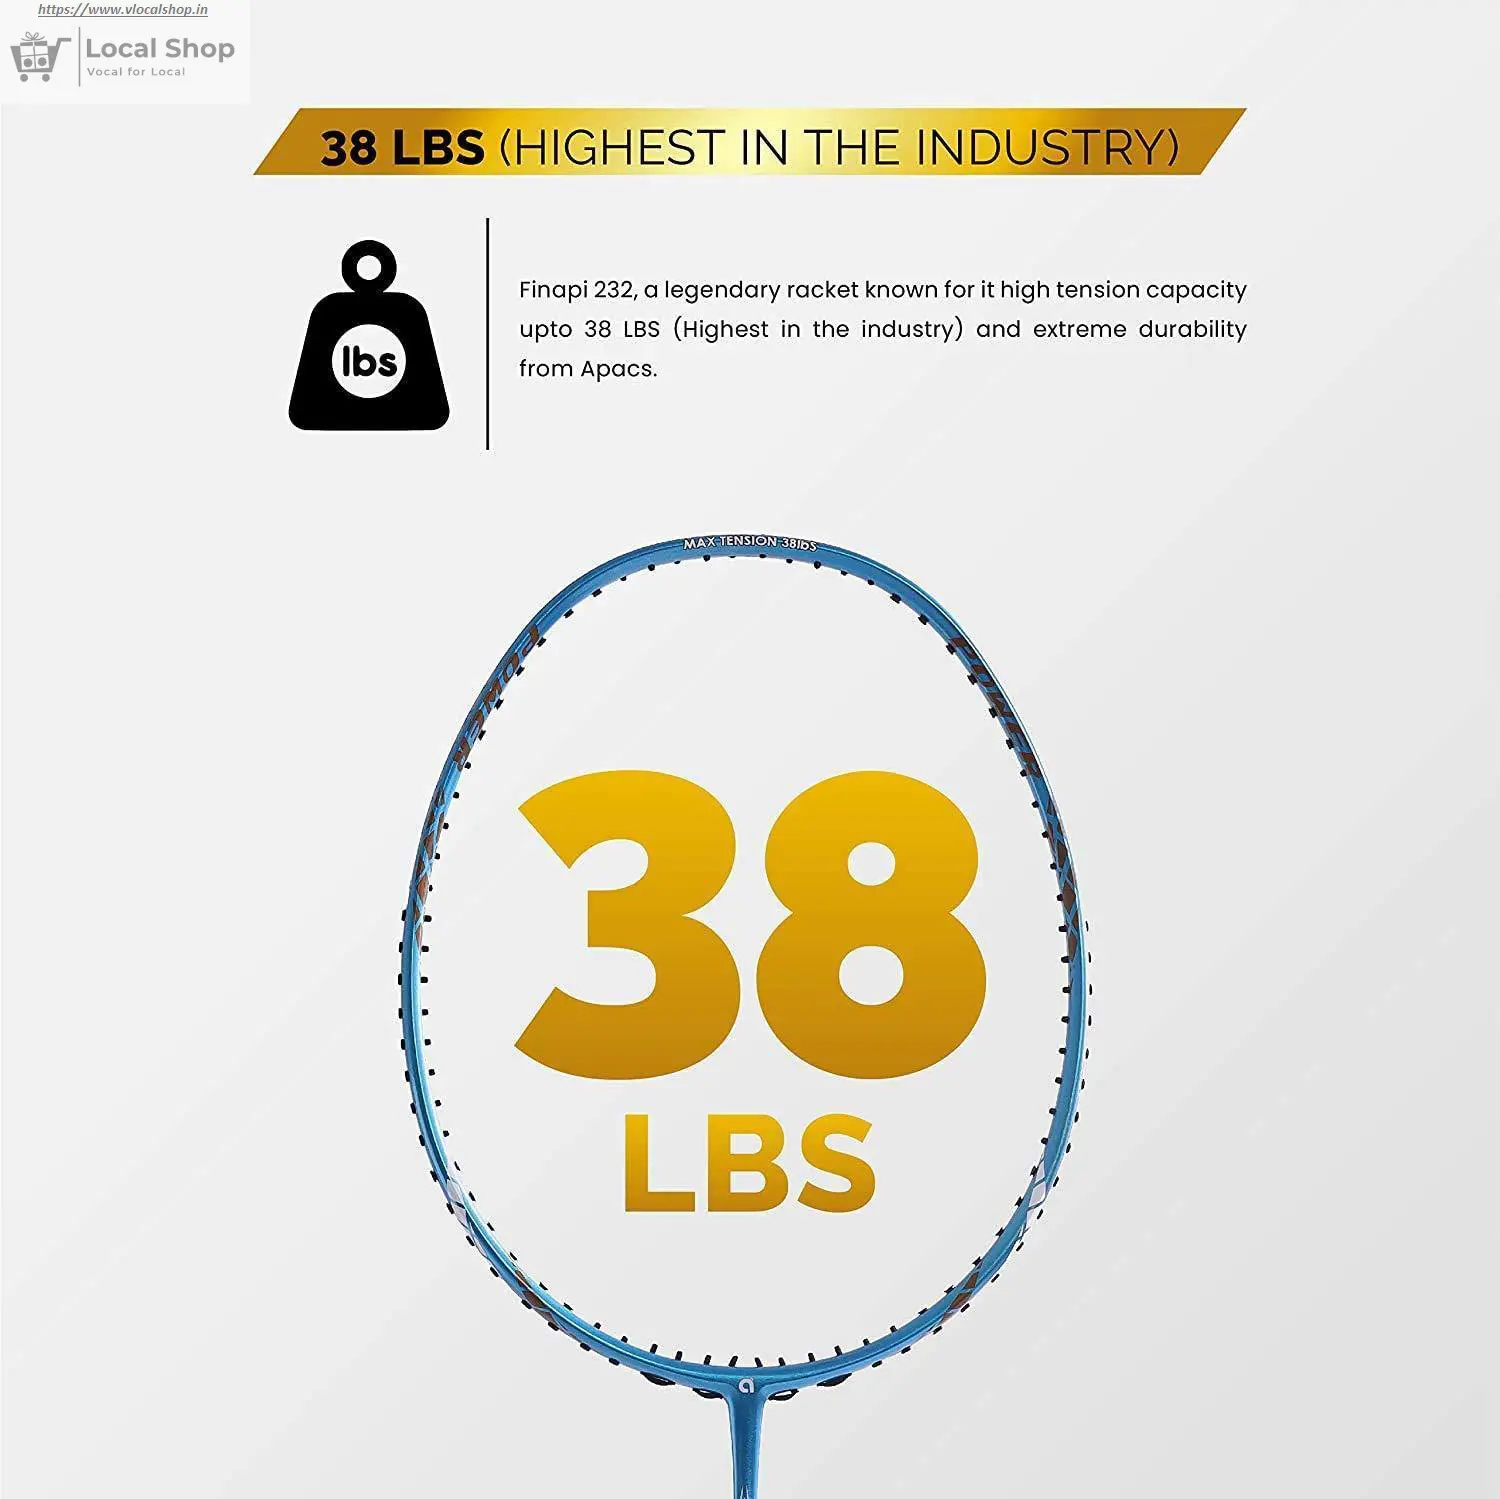 https://www.vlocalshop.in
Local Shop
Vocal for Local
38 LBS (HIGHEST IN THE INDUSTRY)
lbs
Finapi 232, a legendary racket known for it high tension capacity
upto 38 LBS (Highest in the industry) and extreme durability
from Apacs.
MAX TENSION 38lbS
POWER
POWER
38
LBS
a